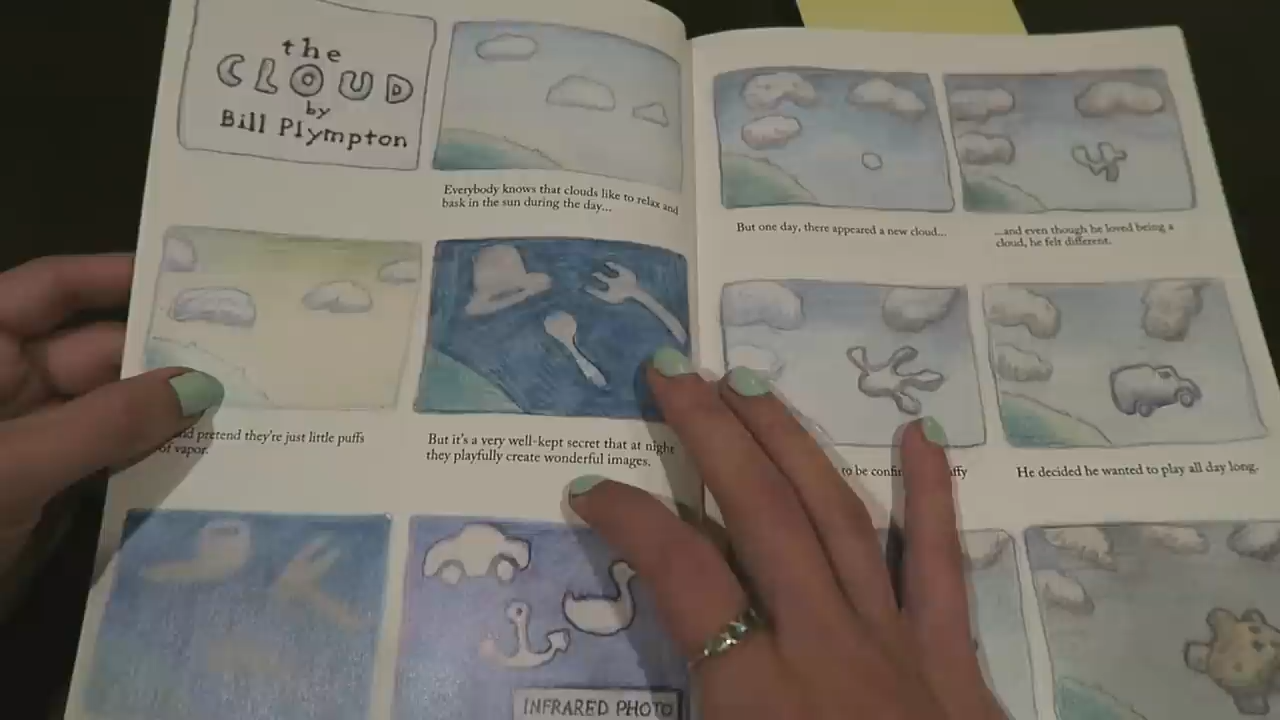 the
CLOUD
by
Bill Plympton
Everybody knows that clouds like to relax and
bask in the sun during the day...
and pretend they're just little puffs
of vapor.
But it's a very well-kept secret that at night
they playfully create wonderful images.
INFRARED PHOTO
But one day, there appeared a new cloud...
...and even though he loved being a
cloud, he felt different.
to be
He decided he wanted to play all day long.